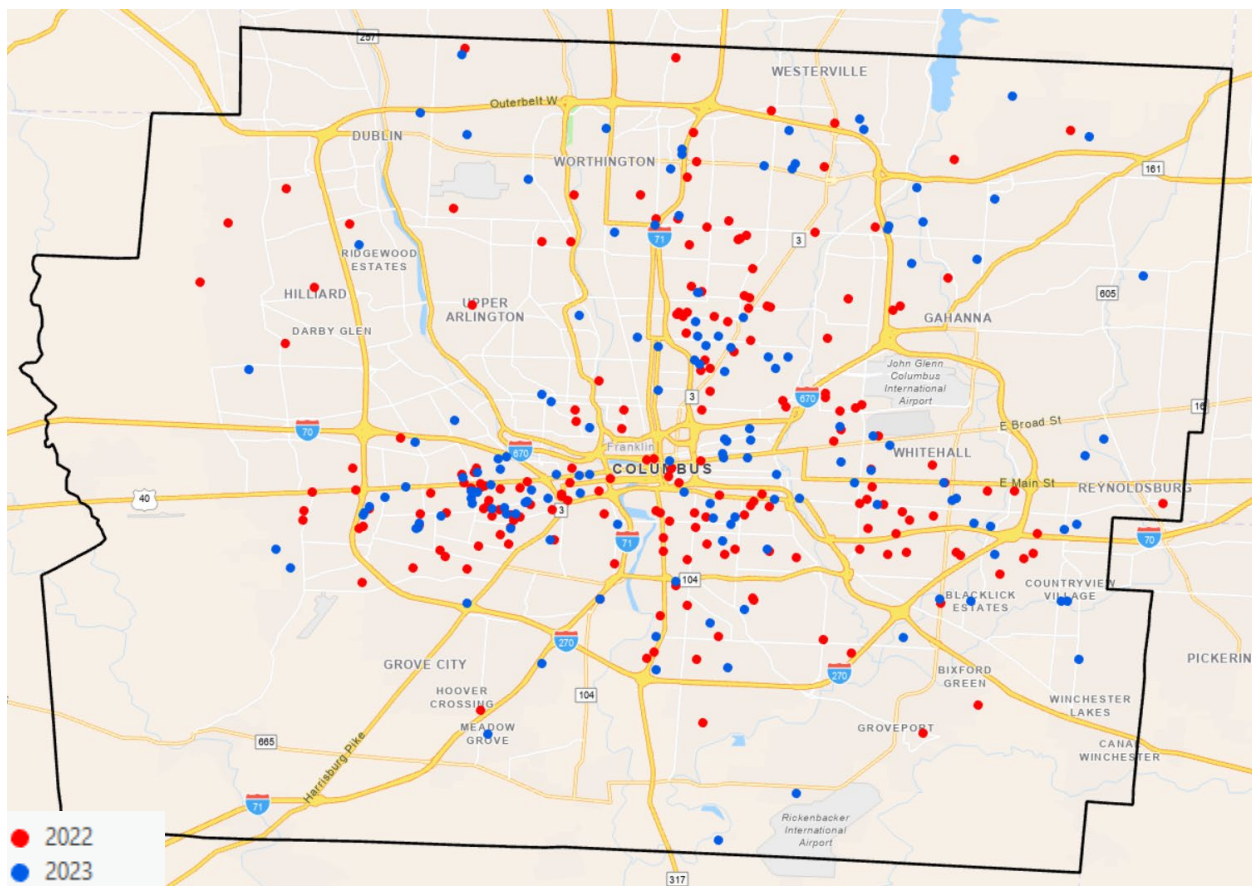 257
WESTERVILLE
Outerbelt W
DUBLIN
WORTHINGTON
161
71
3
RIDGEWOOD
ESTATES
HILLIARD
605
UPPER
ARLINGTON
GAHANNA
DARBY GLEN
John Glenn
Columbus
International
Airport
3
670
16
70
E Broad St
Franklin
670
WHITEHALL
COLUMBUS
E Main St
REYNOLDSBURG
40
3
71
70
104
COUNTRYVIEW
VILLAGE
BLACKLICK
ESTATES
270
GROVE CITY
PICKERIN
270
BIXFORD
GREEN
HOOVER
CROSSING
104
WINCHESTER
LAKES
MEADOW
GROVE
GROVEPORT
665
CANA
WINCHESTER
Harrisburg Pike
71
Rickenbacker
International
Airport
317
2022
2023